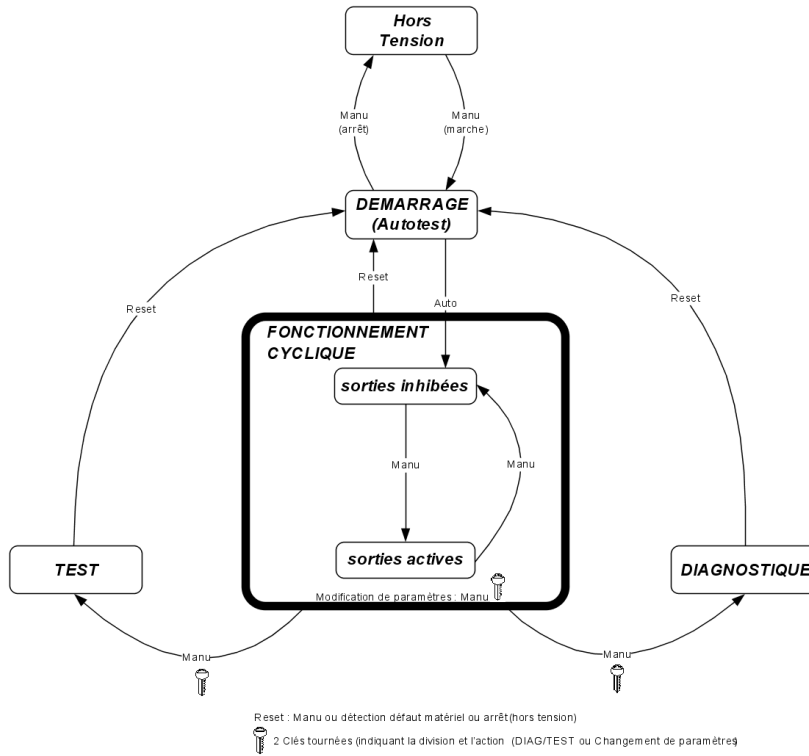 Hors
Tension
Manu
(arrêt)
Manu
(marche)
DEMARRAGE
(Autotest)
Reset
Reset
Reset
Auto
FONCTIONNEMENT
CYCLIQUE
sorties inhibées
Manu
Manu
sorties actives
TEST
DIAGNOSTIQUE
Modification de paramètres : Manu
Manu
Manu
Reset : Manu ou détection défaut matériel ou arrêt(hors tension)
2 Clés tournées (indiquant la division et l'action (DIAG/TEST ou Changement de paramètres)